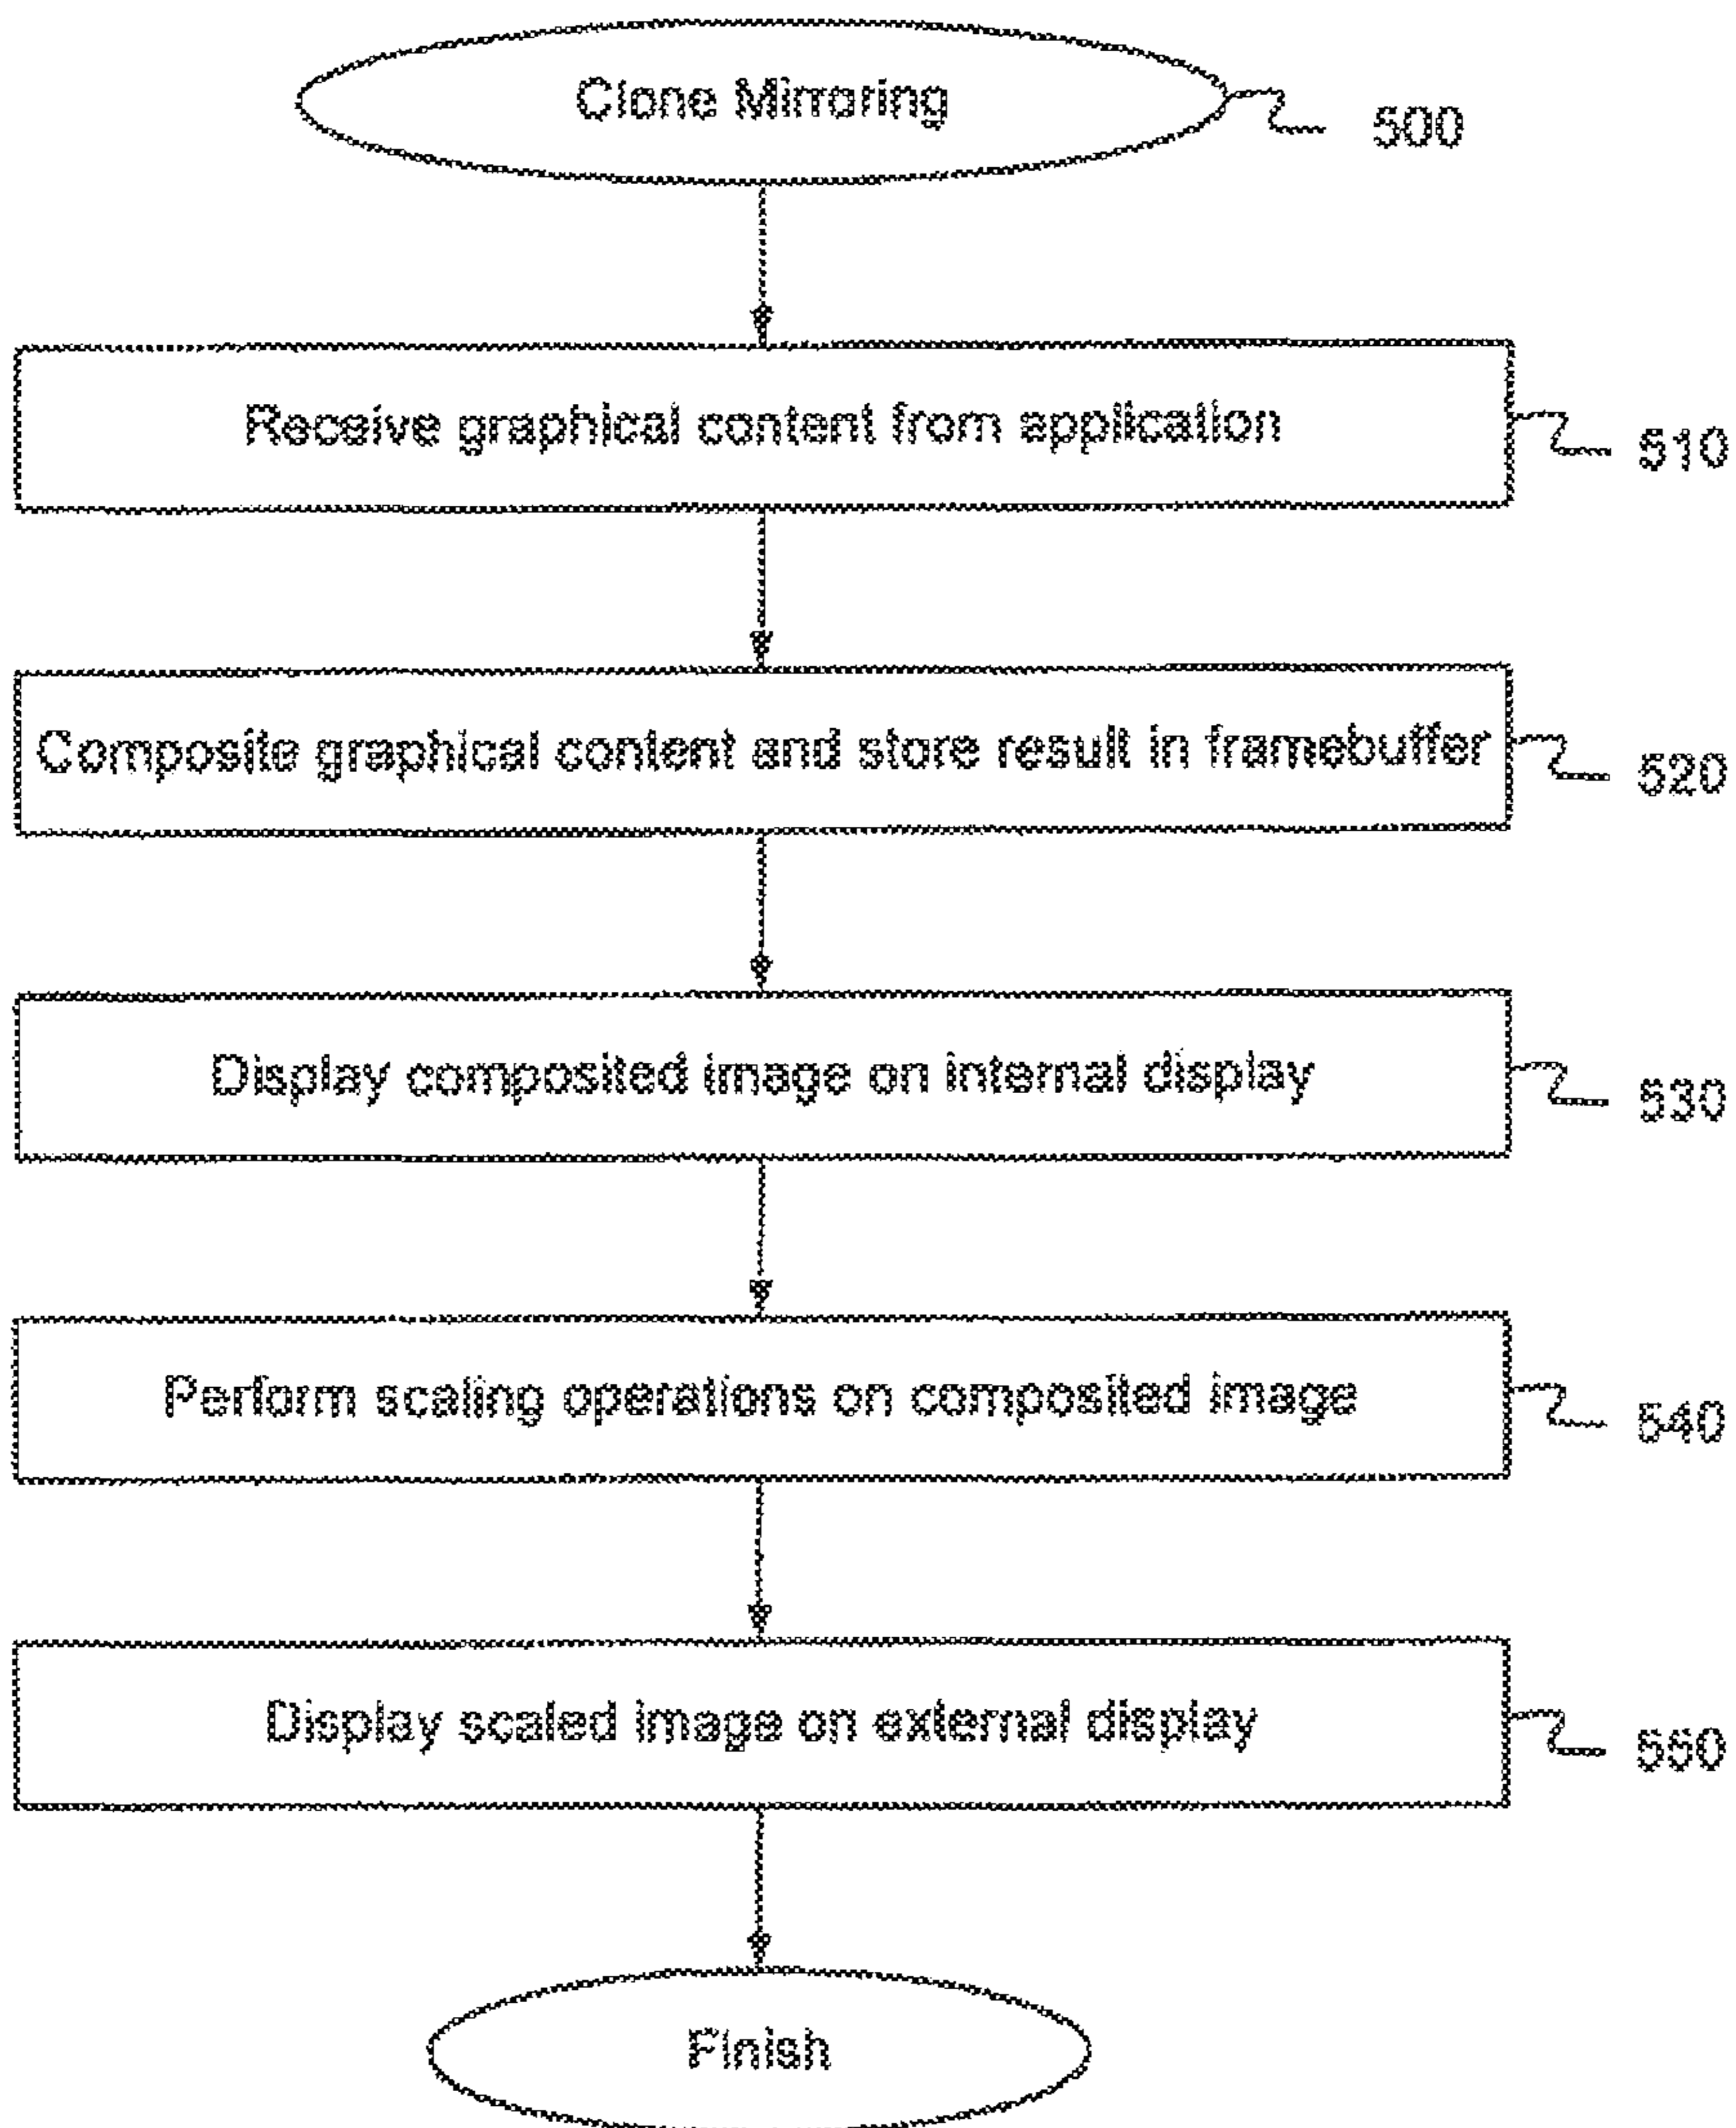 Clone Mirroring
500
Receive graphical content from application
510
Composite graphical content and store result in framebuffer
520
Display composited image on internal display
530
Perform scaling operations on composited image
540
Display scaled image on external display
550
Finish